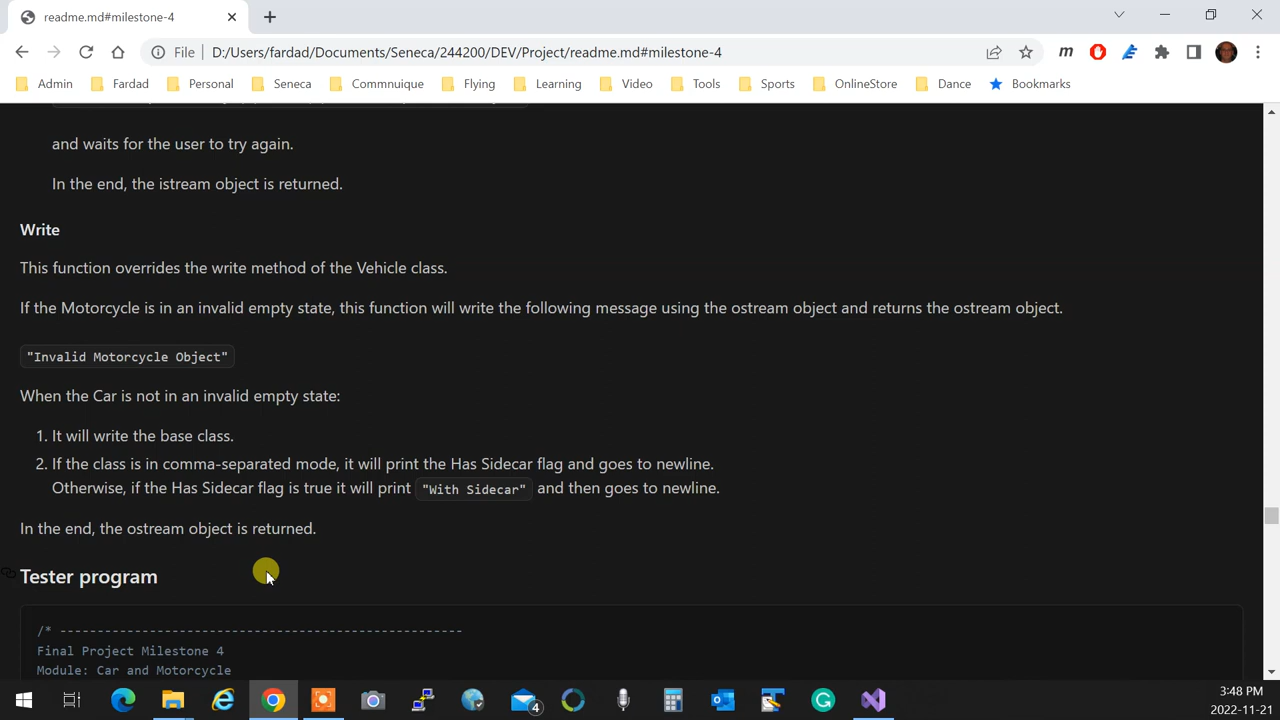 readme.md#milestone-4
File
D:/Users/fardad/Documents/Seneca/244200/DEV/Project/readme.md#milestone-4
m
Admin
Fardad
Personal
Seneca
Commnuique
Flying
Learning
Video
Tools
Sports
OnlineStore
Dance
Bookmarks
and waits for the user to try again.
In the end, the istream object is returned.
Write
This function overrides the write method of the Vehicle class.
If the Motorcycle is in an invalid empty state, this function will write the following message using the ostream object and returns the ostream object.
"Invalid Motorcycle Object"
When the Car is not in an invalid empty state:
1. It will write the base class.
2. If the class is in comma-separated mode, it will print the Has Sidecar flag and goes to newline.
Otherwise, if the Has Sidecar flag is true it will print "With Sidecar" and then goes to newline.
In the end, the ostream object is returned.
Tester program
/* ------------------------------------------------------
Final Project Milestone 4
Module: Car and Motorcycle
4
3:48 PM
2022-11-21